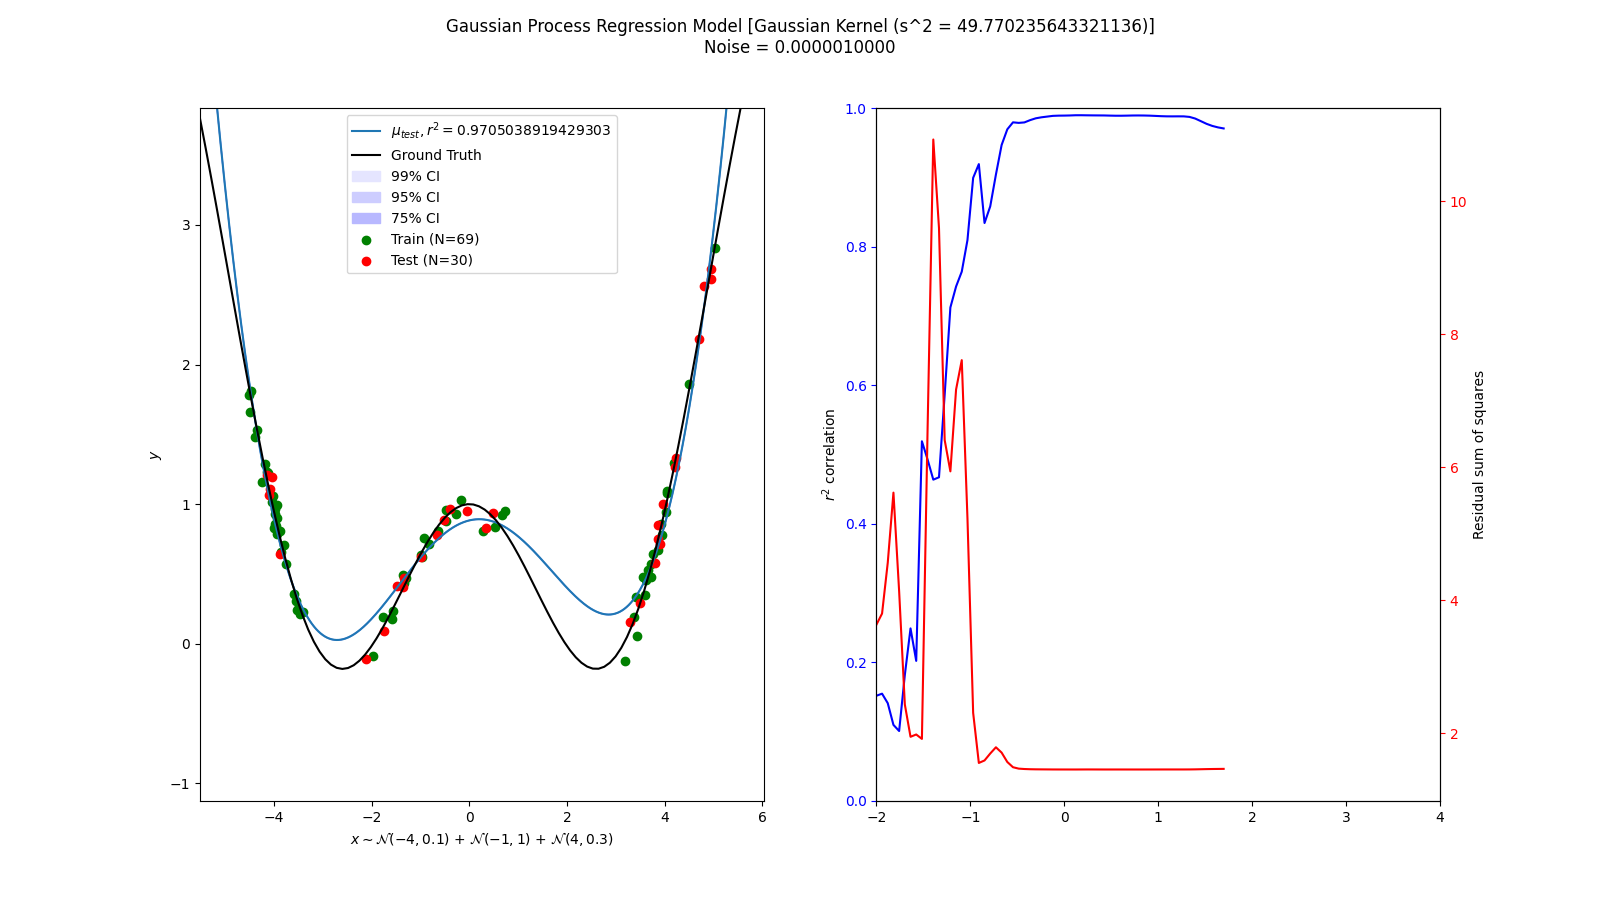 Gaussian Process Regression Model [Gaussian Kernel (s^2 = 49.770235643321136)]
Noise = 0.0000010000
μ_test, r² = 0.9705038919429303
Ground Truth
99% CI
95% CI
75% CI
Train (N=69)
Test (N=30)
y
3
2
1
0
−1
−4
−2
0
2
4
6
x ∼ 𝒩(−4, 0.1) + 𝒩(−1, 1) + 𝒩(4, 0.3)
r² correlation
1.0
0.8
0.6
0.4
0.2
0.0
−2
−1
0
1
2
3
4
10
8
6
4
2
Residual sum of squares